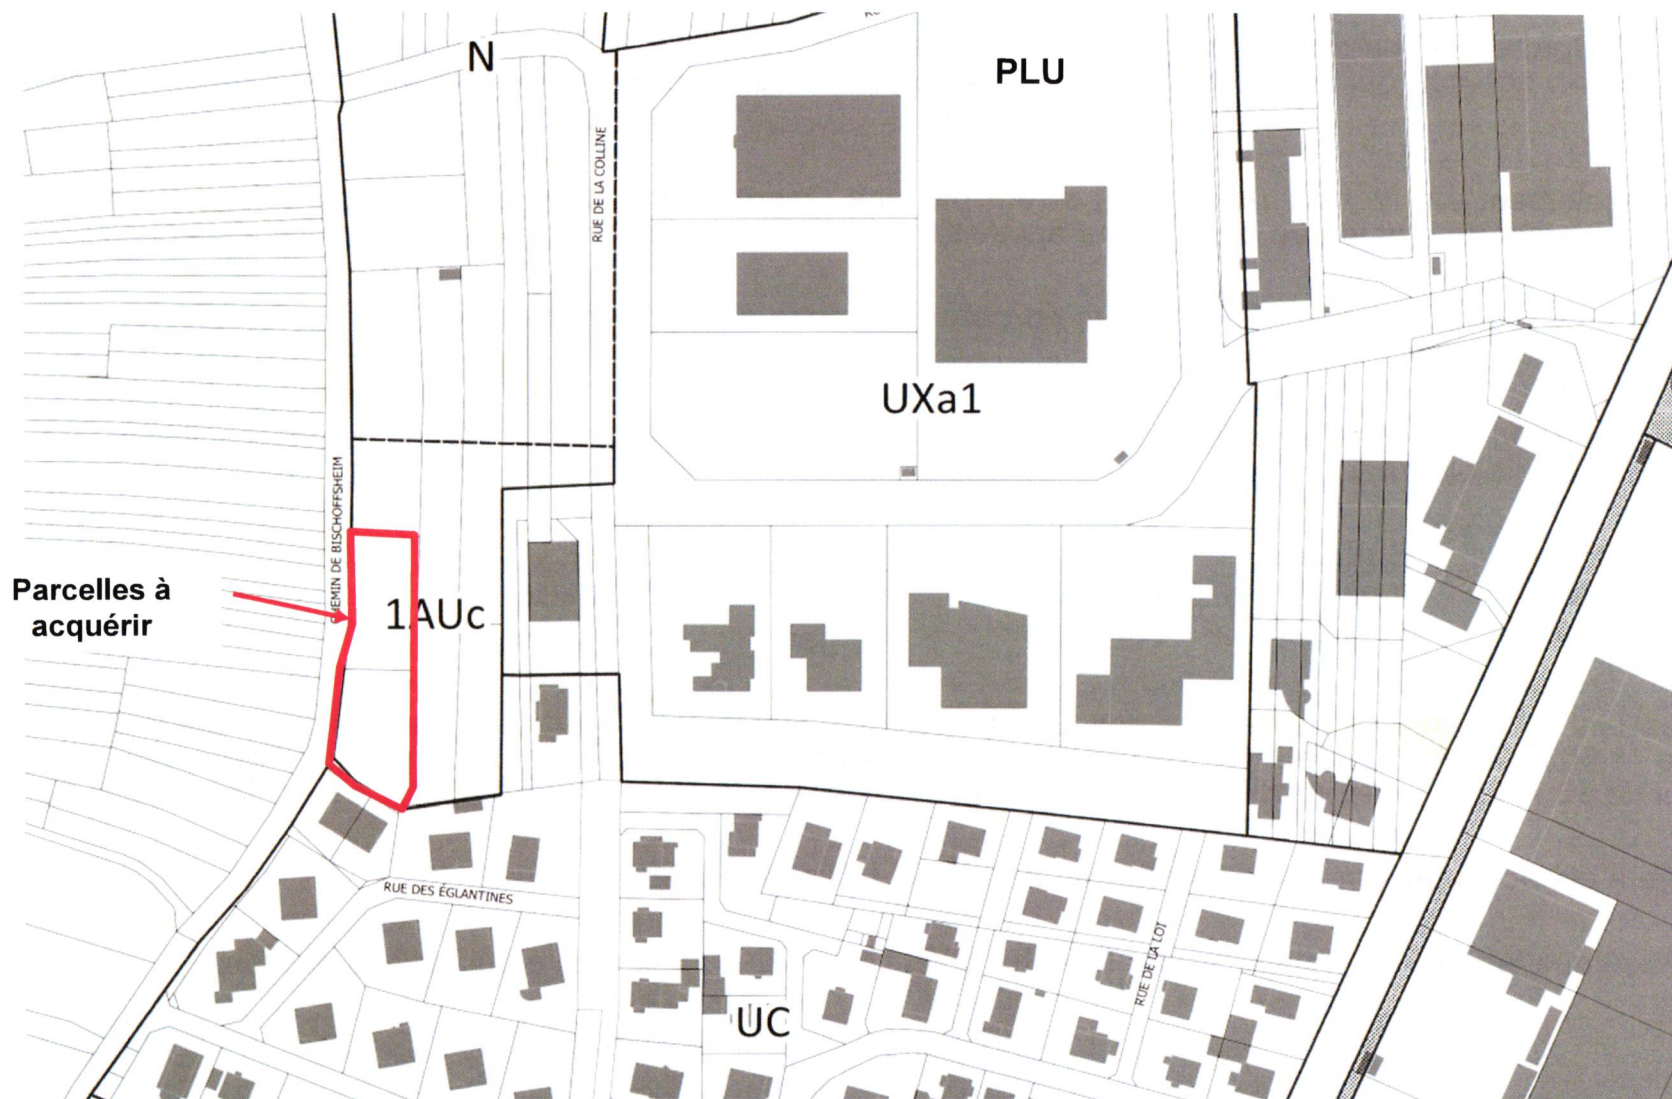 N
PLU
RUE DE LA COLLINE
UXa1
CHEMIN DE BISCHOFFSHEIM
Parcelles à
acquérir
1AUc
RUE DES ÉGLANTINES
RUE DE LA LOI
UC